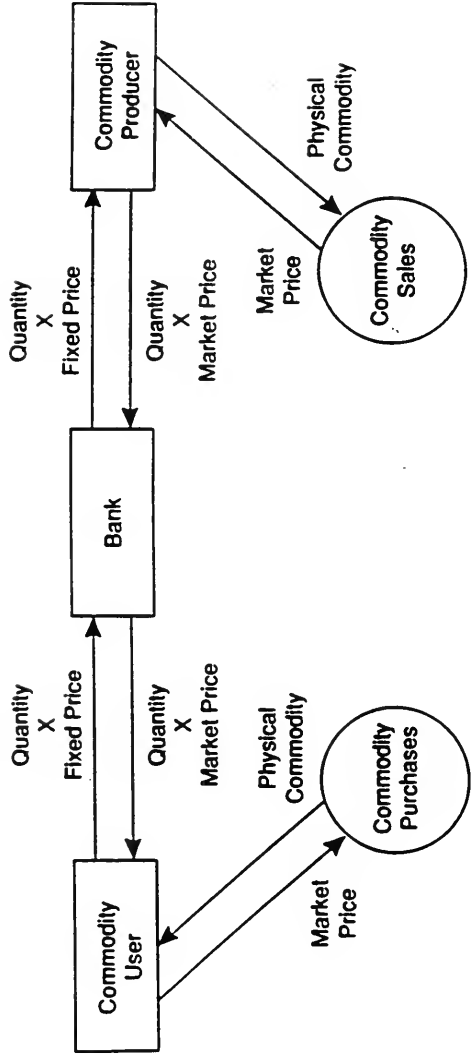 Commodity
User
Quantity
X
Fixed Price
Quantity
X
Market Price
Bank
Quantity
X
Fixed Price
Quantity
X
Market Price
Commodity
Producer
Market
Price
Physical
Commodity
Commodity
Purchases
Market
Price
Physical
Commodity
Commodity
Sales